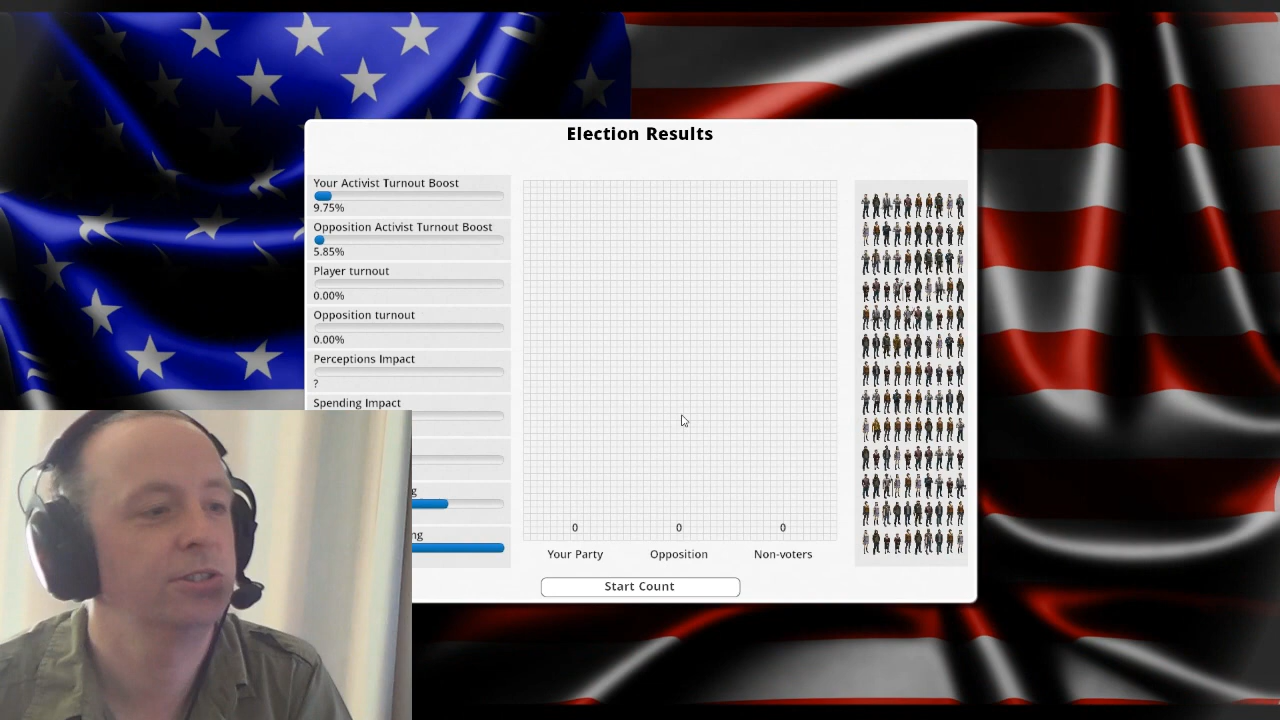 Election Results
Your Activist Turnout Boost
9.75%
Opposition Activist Turnout Boost
5.85%
Player turnout
0.00%
Opposition turnout
0.00%
Perceptions Impact
?
Spending Impact
0
0
0
Your Party
Opposition
Non-voters
Start Count